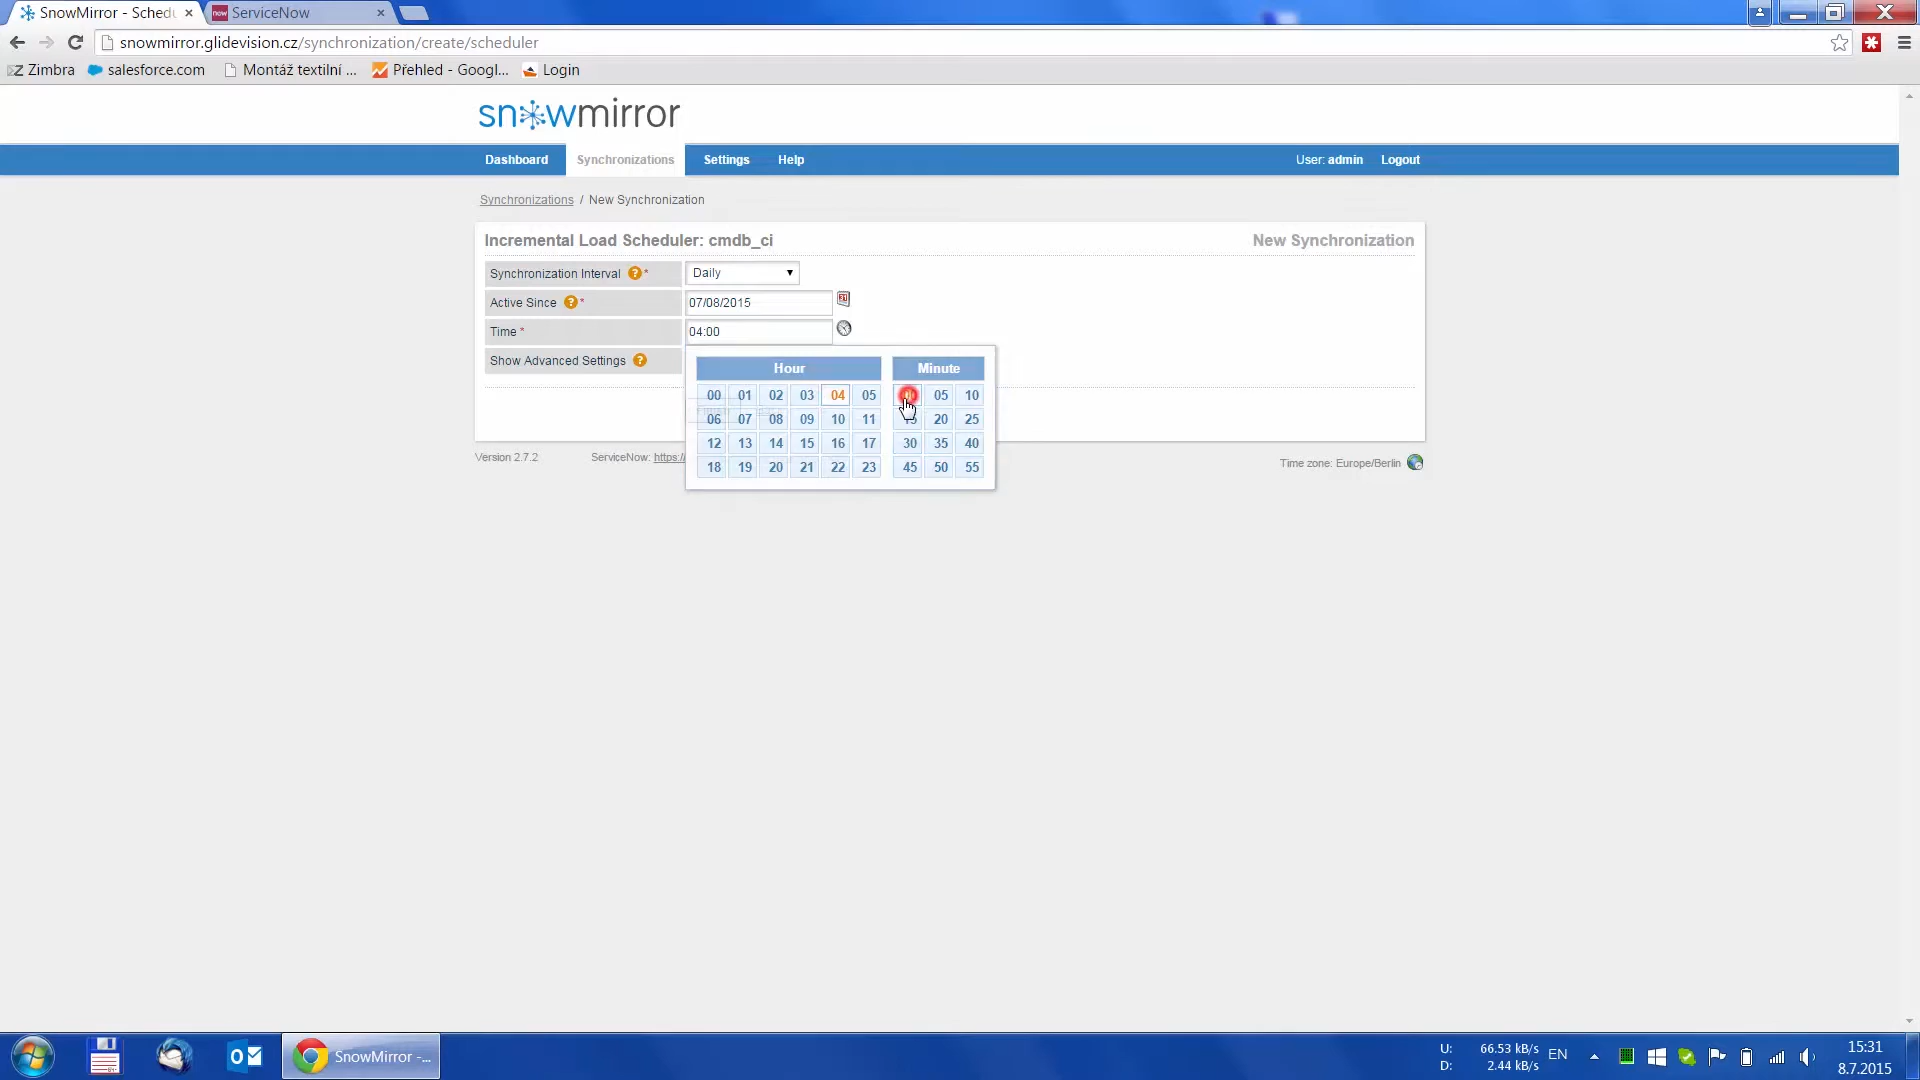 SnowMirror - Schedu
ServiceNow
snowmirror.glidevision.cz/synchronization/create/scheduler
Zimbra salesforce.com Montáž textilní ... Přehled - Googl... Login
snowmirror
Dashboard Synchronizations Settings Help User: admin Logout
Synchronizations / New Synchronization
Incremental Load Scheduler: cmdb_ci New Synchronization
Synchronization Interval ? * Daily
Active Since ? * 07/08/2015
Time * 04:00
Show Advanced Settings ?
Hour Minute
00 01 02 03 04 05 05 10
06 07 08 09 10 11 15 20 25
12 13 14 15 16 17 30 35 40
18 19 20 21 22 23 45 50 55
Version 2.7.2 ServiceNow: https:/ Time zone: Europe/Berlin
SnowMirror -...
U: 66.53 kB/s
D: 2.44 kB/s
EN
15:31
8.7.2015